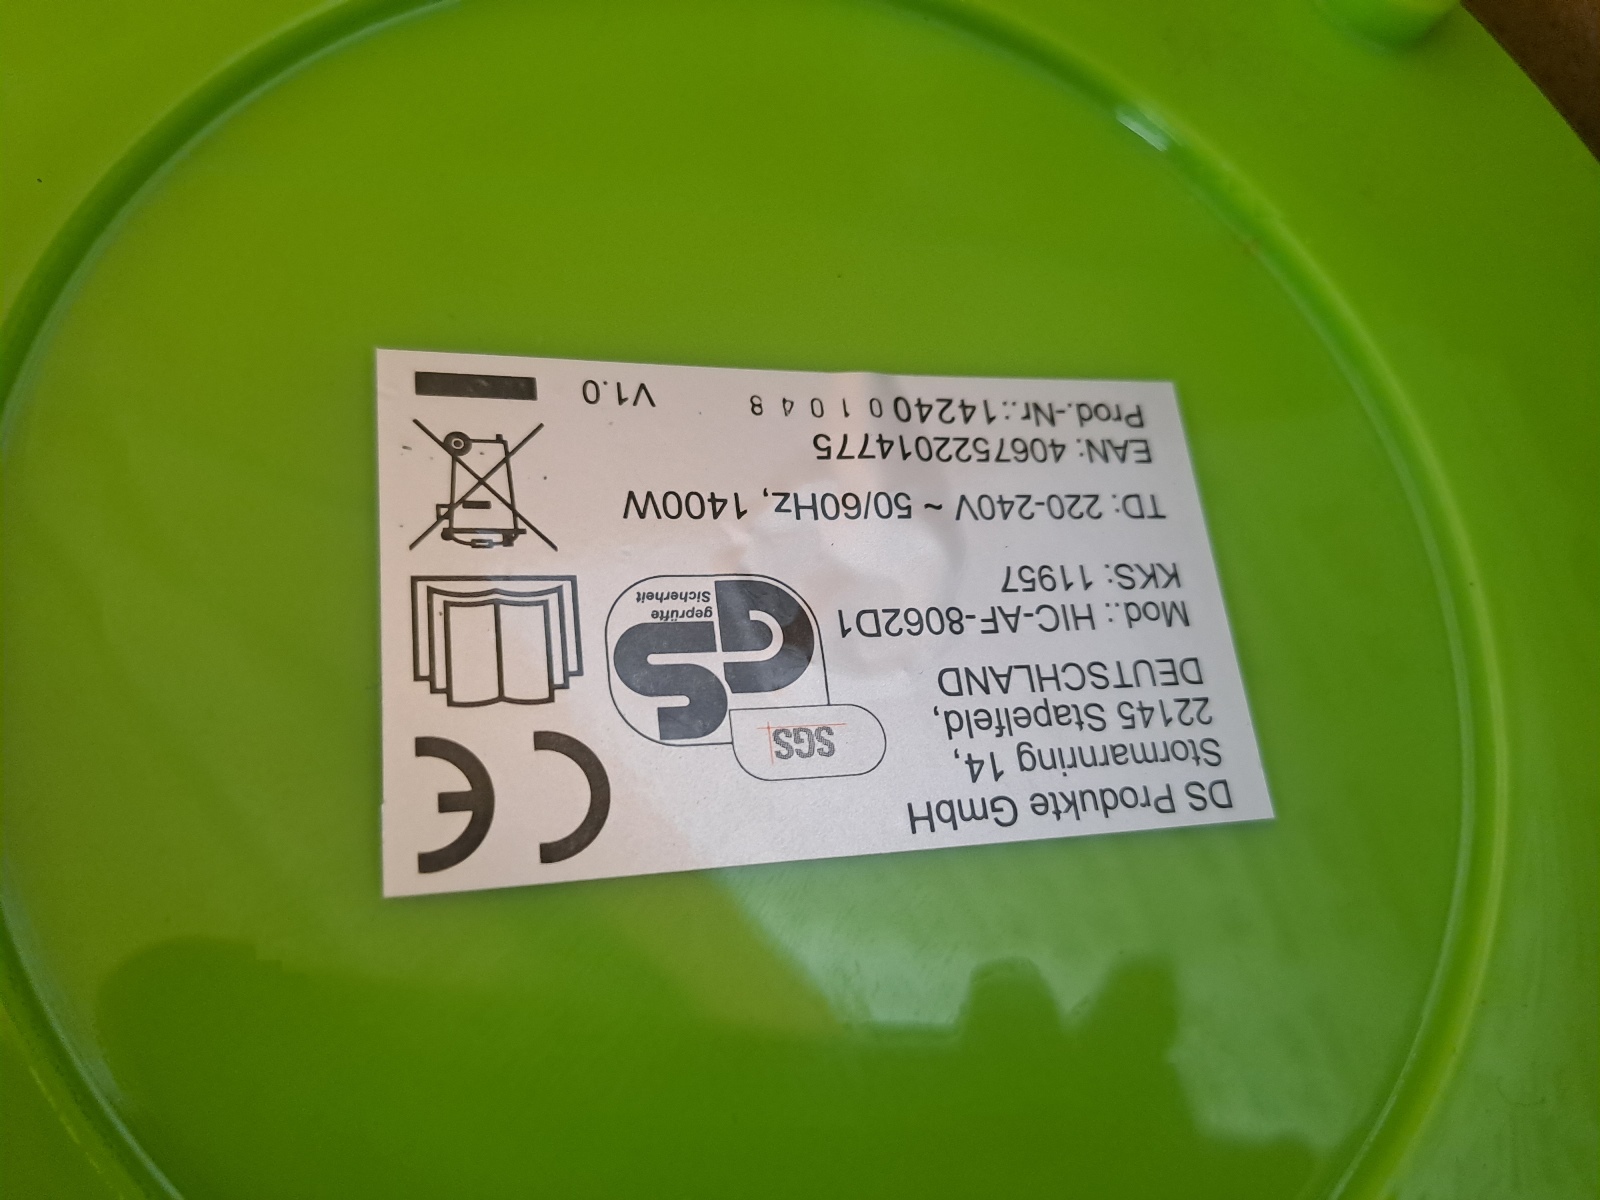 DS Produkte GmbH
Stormarnring 14,
22145 Stapelfeld,
DEUTSCHLAND
Mod.: HIC-AF-8062D1
KKS: 11957
TD: 220-240V ~ 50/60Hz, 1400W
EAN: 4067522014775
Prod.-Nr.:14240 0 1 0 4 8
V1.0
SGS
GS
geprüfte
Sicherheit
CE